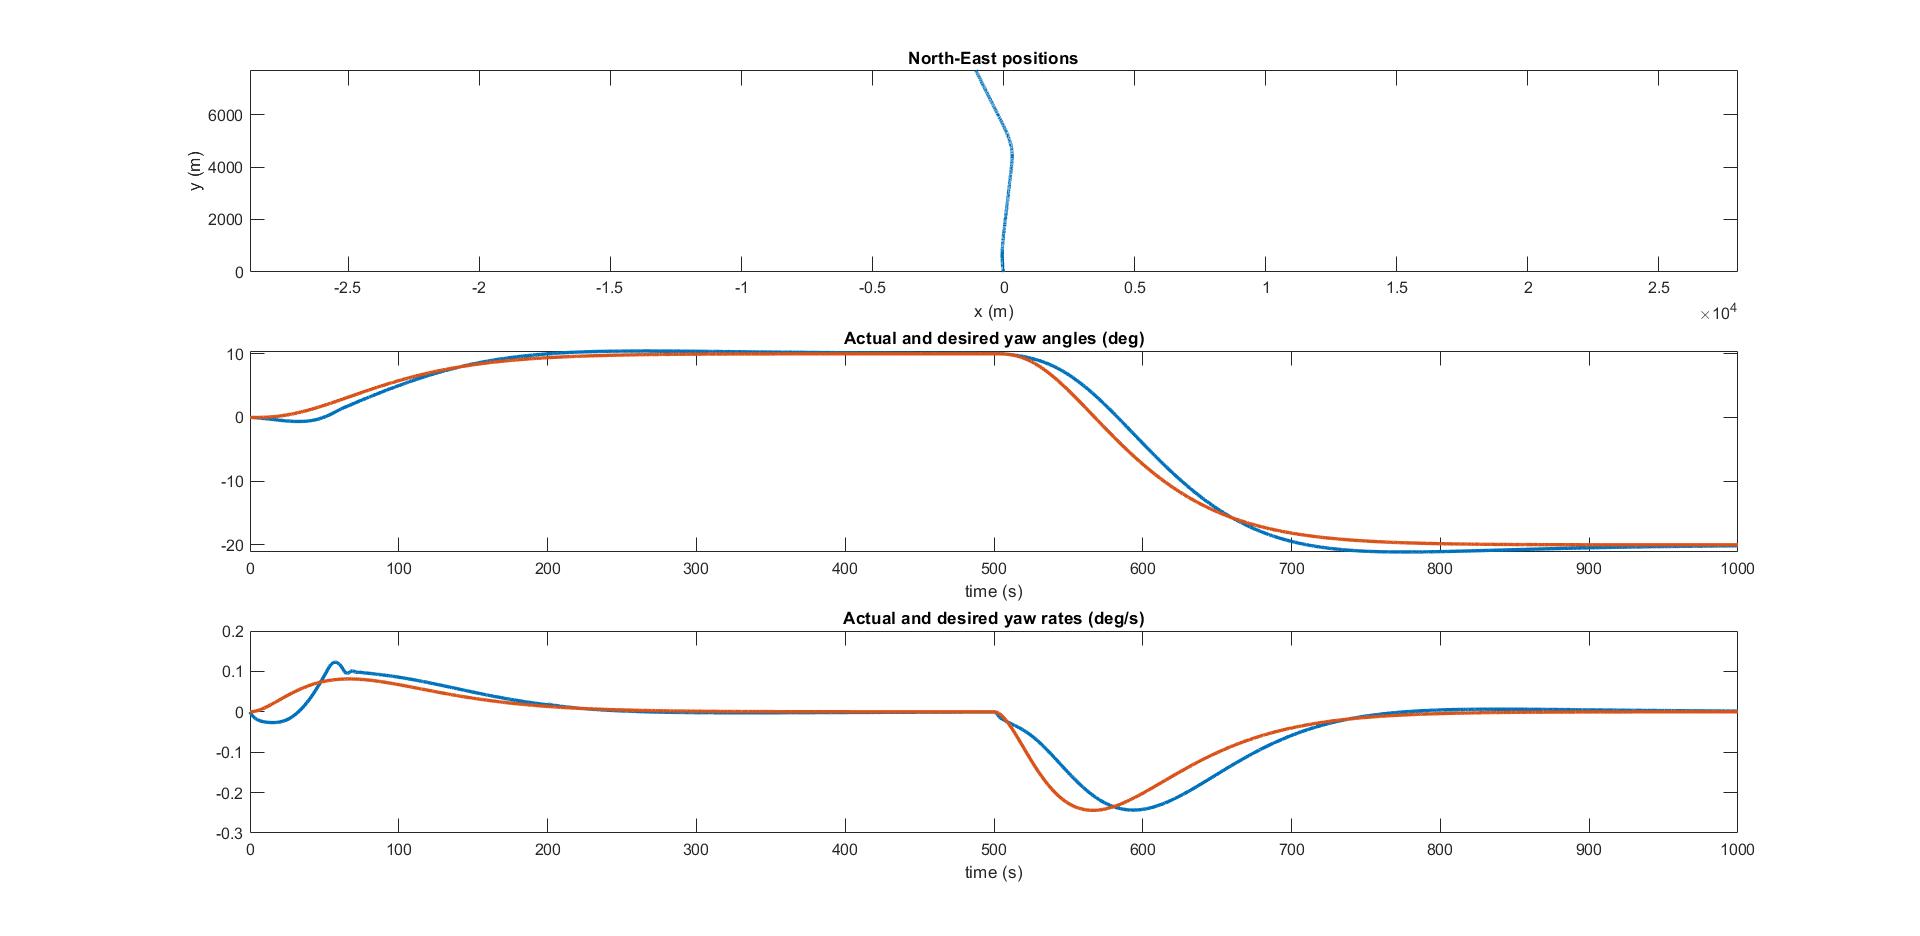 North-East positions
6000
4000
2000
0
y (m)
-2.5 -2 -1.5 -1 -0.5 0 0.5 1 1.5 2 2.5
x (m)
×10^4
Actual and desired yaw angles (deg)
10
0
-10
-20
0 100 200 300 400 500 600 700 800 900 1000
time (s)
Actual and desired yaw rates (deg/s)
0.2
0.1
0
-0.1
-0.2
-0.3
0 100 200 300 400 500 600 700 800 900 1000
time (s)